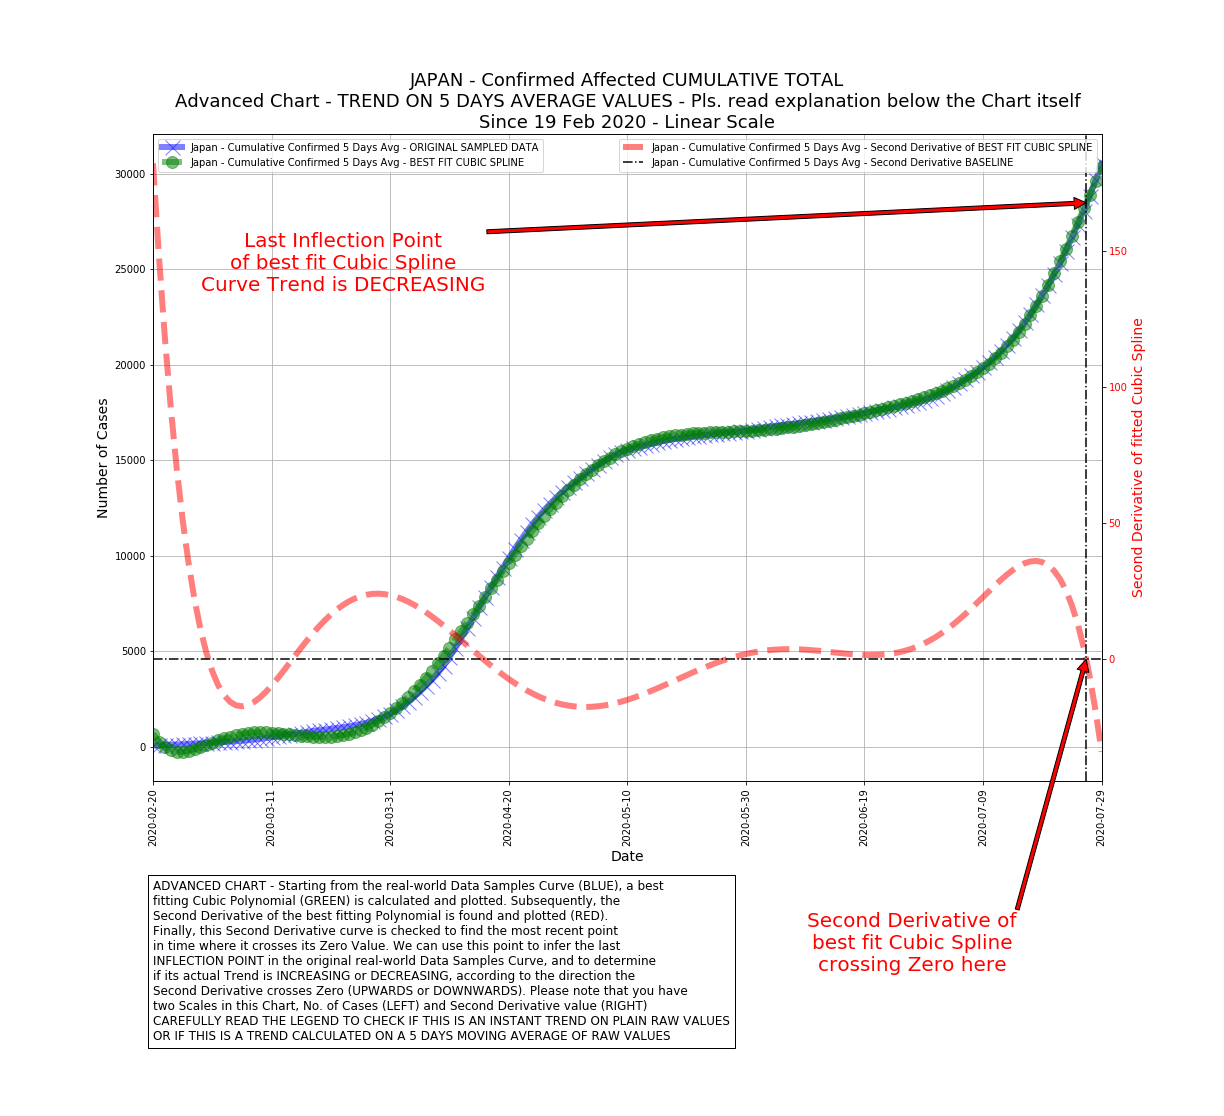 JAPAN - Confirmed Affected CUMULATIVE TOTAL
Advanced Chart - TREND ON 5 DAYS AVERAGE VALUES - Pls. read explanation below the Chart itself
Since 19 Feb 2020 - Linear Scale
Japan - Cumulative Confirmed 5 Days Avg - ORIGINAL SAMPLED DATA
Japan - Cumulative Confirmed 5 Days Avg - BEST FIT CUBIC SPLINE
Japan - Cumulative Confirmed 5 Days Avg - Second Derivative of BEST FIT CUBIC SPLINE
Japan - Cumulative Confirmed 5 Days Avg - Second Derivative BASELINE
Last Inflection Point
of best fit Cubic Spline
Curve Trend is DECREASING
Number of Cases
30000
25000
20000
15000
10000
5000
0
150
100
50
0
Second Derivative of fitted Cubic Spline
2020-02-20
2020-03-11
2020-03-31
2020-04-20
2020-05-10
2020-05-30
2020-06-19
2020-07-09
2020-07-29
Date
Second Derivative of
best fit Cubic Spline
crossing Zero here
ADVANCED CHART - Starting from the real-world Data Samples Curve (BLUE), a best
fitting Cubic Polynomial (GREEN) is calculated and plotted. Subsequently, the
Second Derivative of the best fitting Polynomial is found and plotted (RED).
Finally, this Second Derivative curve is checked to find the most recent point
in time where it crosses its Zero Value. We can use this point to infer the last
INFLECTION POINT in the original real-world Data Samples Curve, and to determine
if its actual Trend is INCREASING or DECREASING, according to the direction the
Second Derivative crosses Zero (UPWARDS or DOWNWARDS). Please note that you have
two Scales in this Chart, No. of Cases (LEFT) and Second Derivative value (RIGHT)
CAREFULLY READ THE LEGEND TO CHECK IF THIS IS AN INSTANT TREND ON PLAIN RAW VALUES
OR IF THIS IS A TREND CALCULATED ON A 5 DAYS MOVING AVERAGE OF RAW VALUES